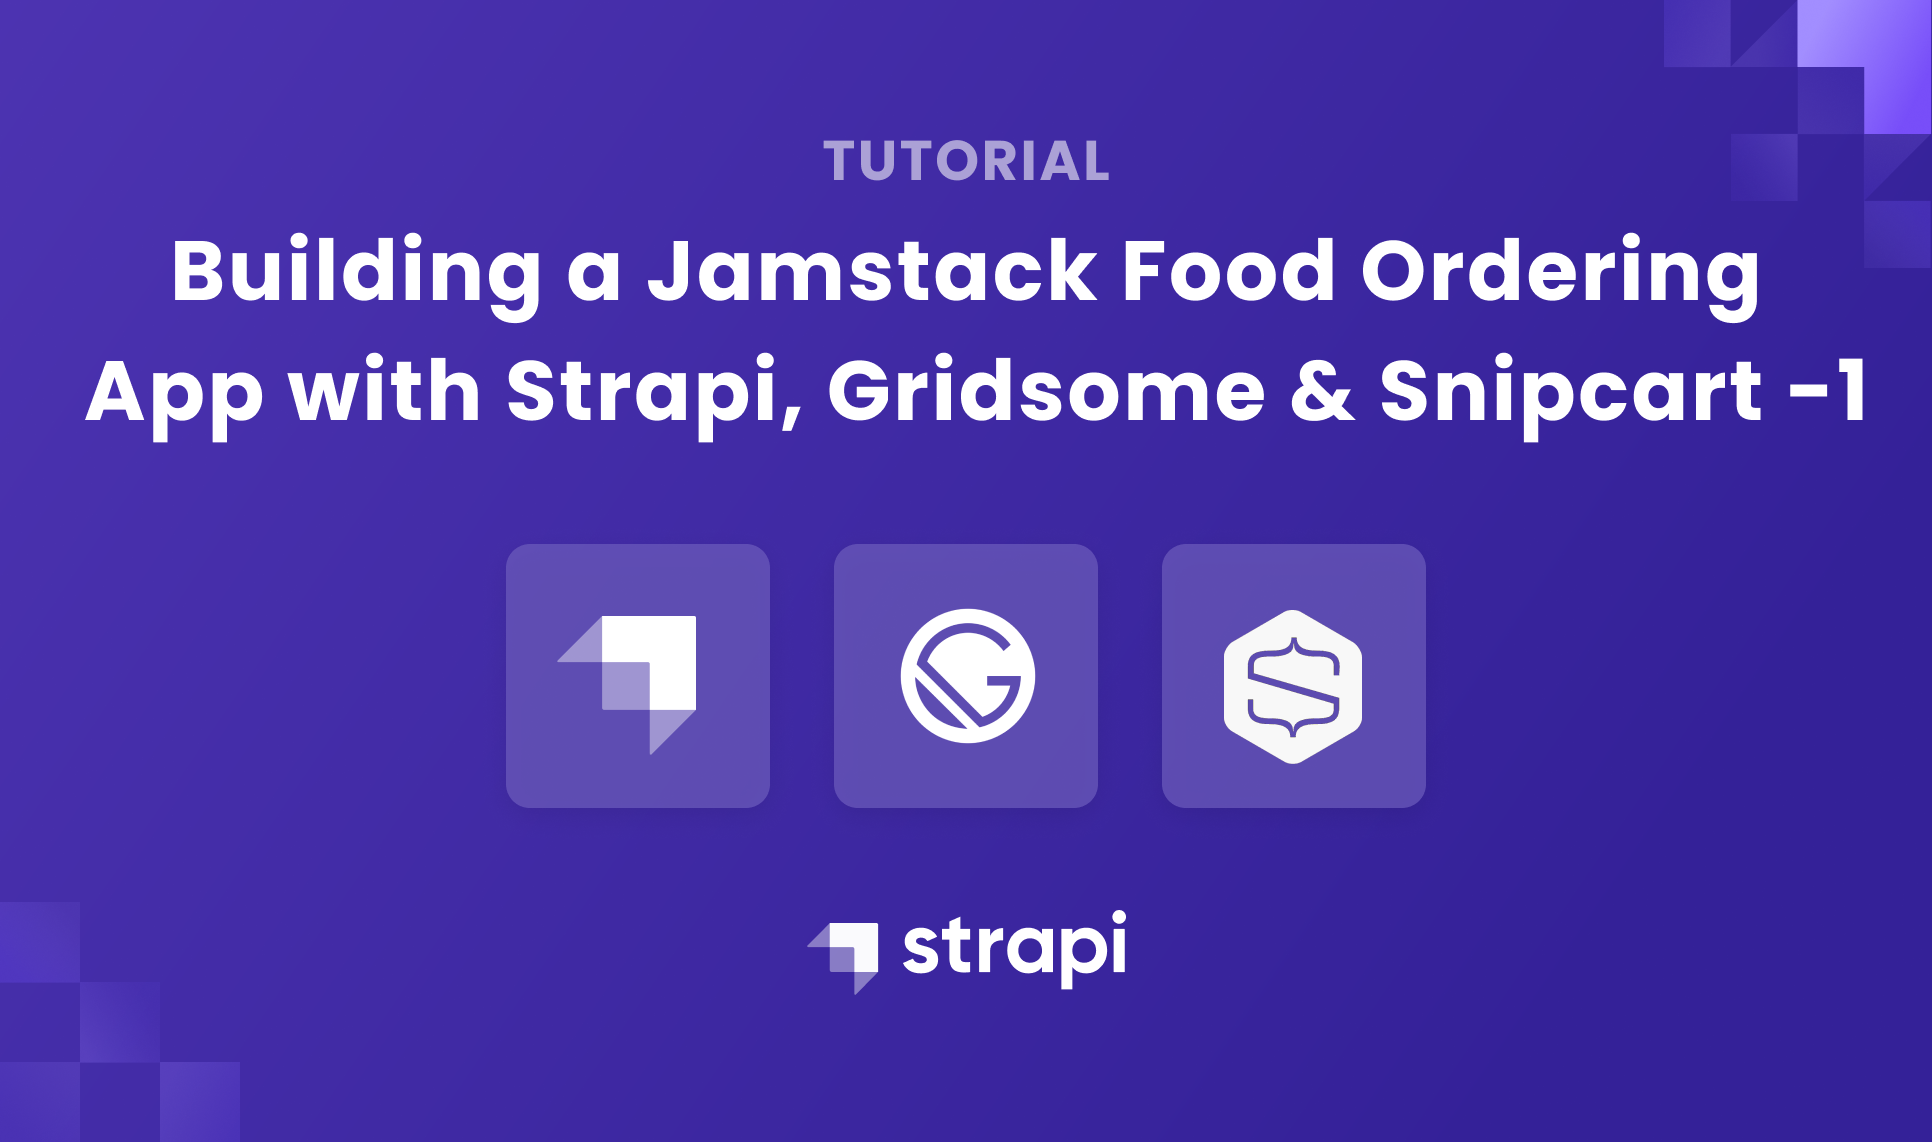 TUTORIAL
Building a Jamstack Food Ordering
App with Strapi, Gridsome & Snipcart -1
strapi